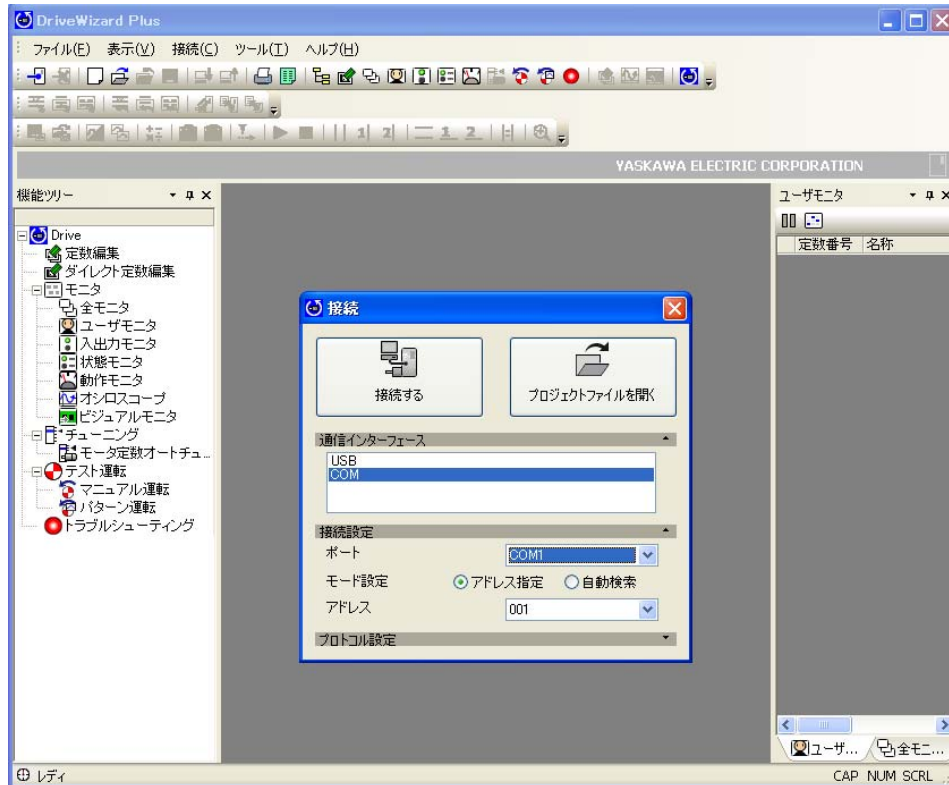 DriveWizard Plus
ファイル(F) 表示(V) 接続(C) ツール(T) ヘルプ(H)
YASKAWA ELECTRIC CORPORATION
機能ツリー
Drive
定数編集
ダイレクト定数編集
モニタ
全モニタ
ユーザモニタ
入出力モニタ
状態モニタ
動作モニタ
オシロスコープ
ビジュアルモニタ
チューニング
モータ定数オートチュ...
テスト運転
マニュアル運転
パターン運転
トラブルシューティング
接続
接続する
プロジェクトファイルを開く
通信インターフェース
USB
COM
接続設定
ポート COM1
モード設定 アドレス指定 自動検索
アドレス 001
プロトコル設定
ユーザモニタ
定数番号 名称
ユーザ... 全モニ...
レディ
CAP NUM SCRL